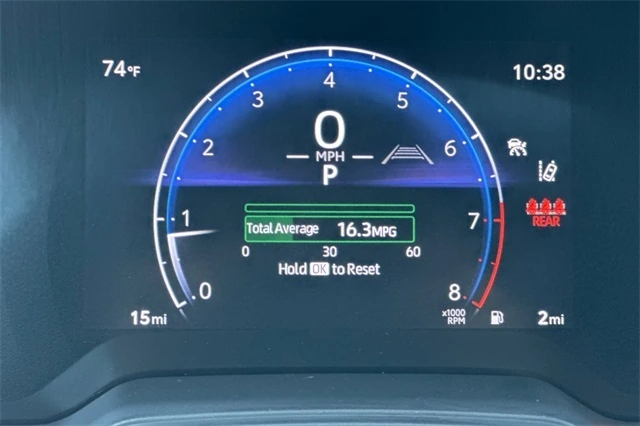 74°F
10:38
4
3
5
0
2
MPH
6
P
1
7
REAR
Total Average 16.3MPG
0 30 60
Hold OK to Reset
0
8
x1000
RPM
15mi
2mi